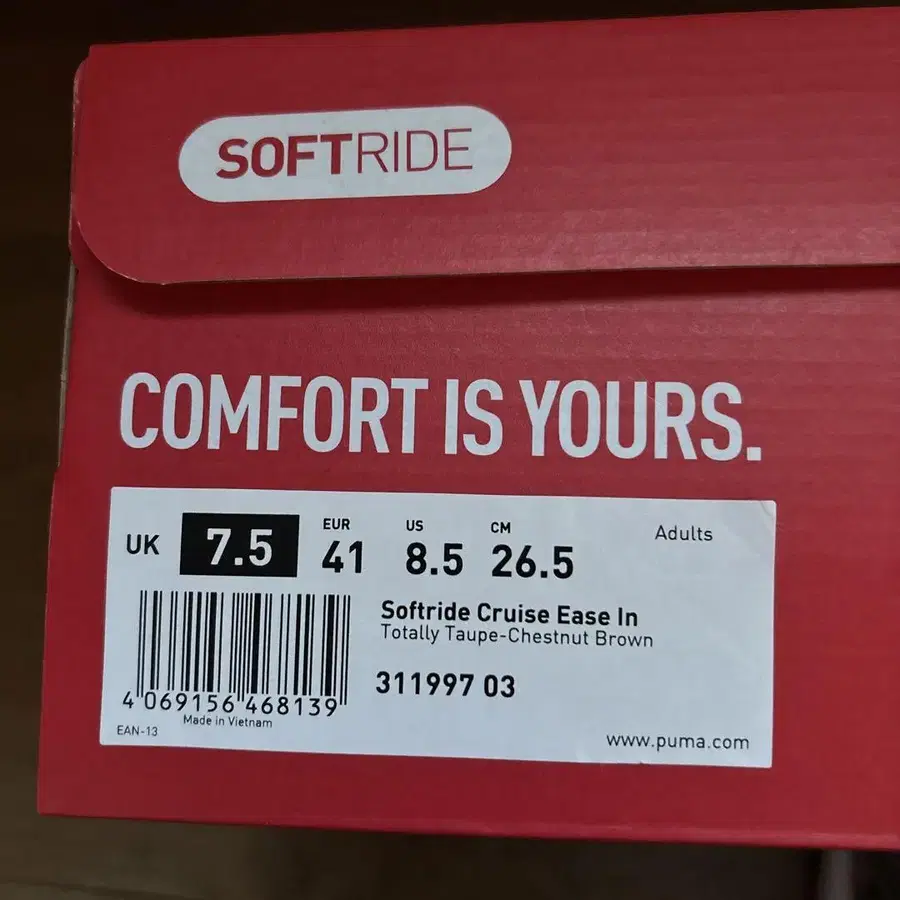 SOFTRIDE
COMFORT IS YOURS.
Adults
UK 7.5 EUR 41 US 8.5 CM 26.5
Softride Cruise Ease In
Totally Taupe-Chestnut Brown
311997 03
4 069156 468139
Made in Vietnam
EAN-13
www.puma.com